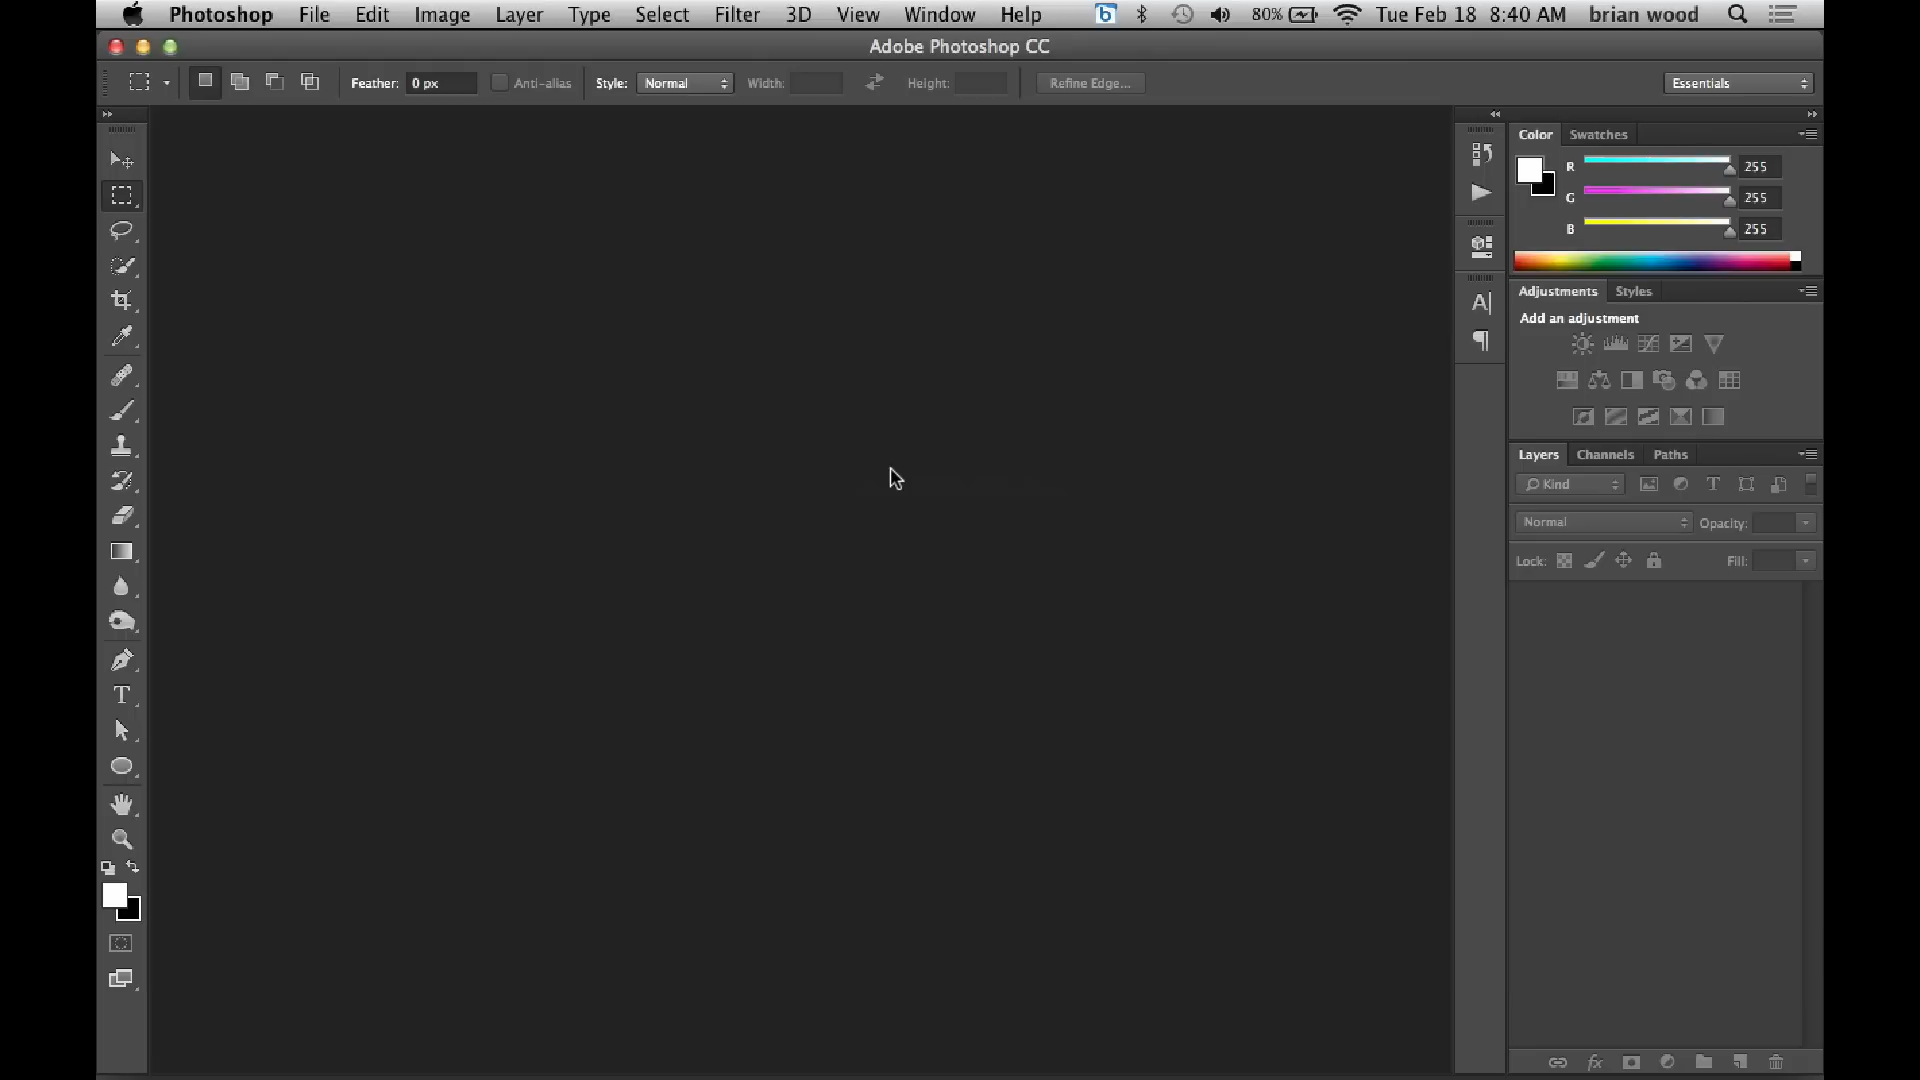 Photoshop File Edit Image Layer Type Select Filter 3D View Window Help 80% Tue Feb 18 8:40 AM brian wood
Adobe Photoshop CC
Feather: 0 px Anti-alias Style: Normal Width: Height: Refine Edge... Essentials
Color Swatches
R 255
G 255
B 255
Adjustments Styles
Add an adjustment
Layers Channels Paths
Kind
Normal Opacity:
Lock: Fill: